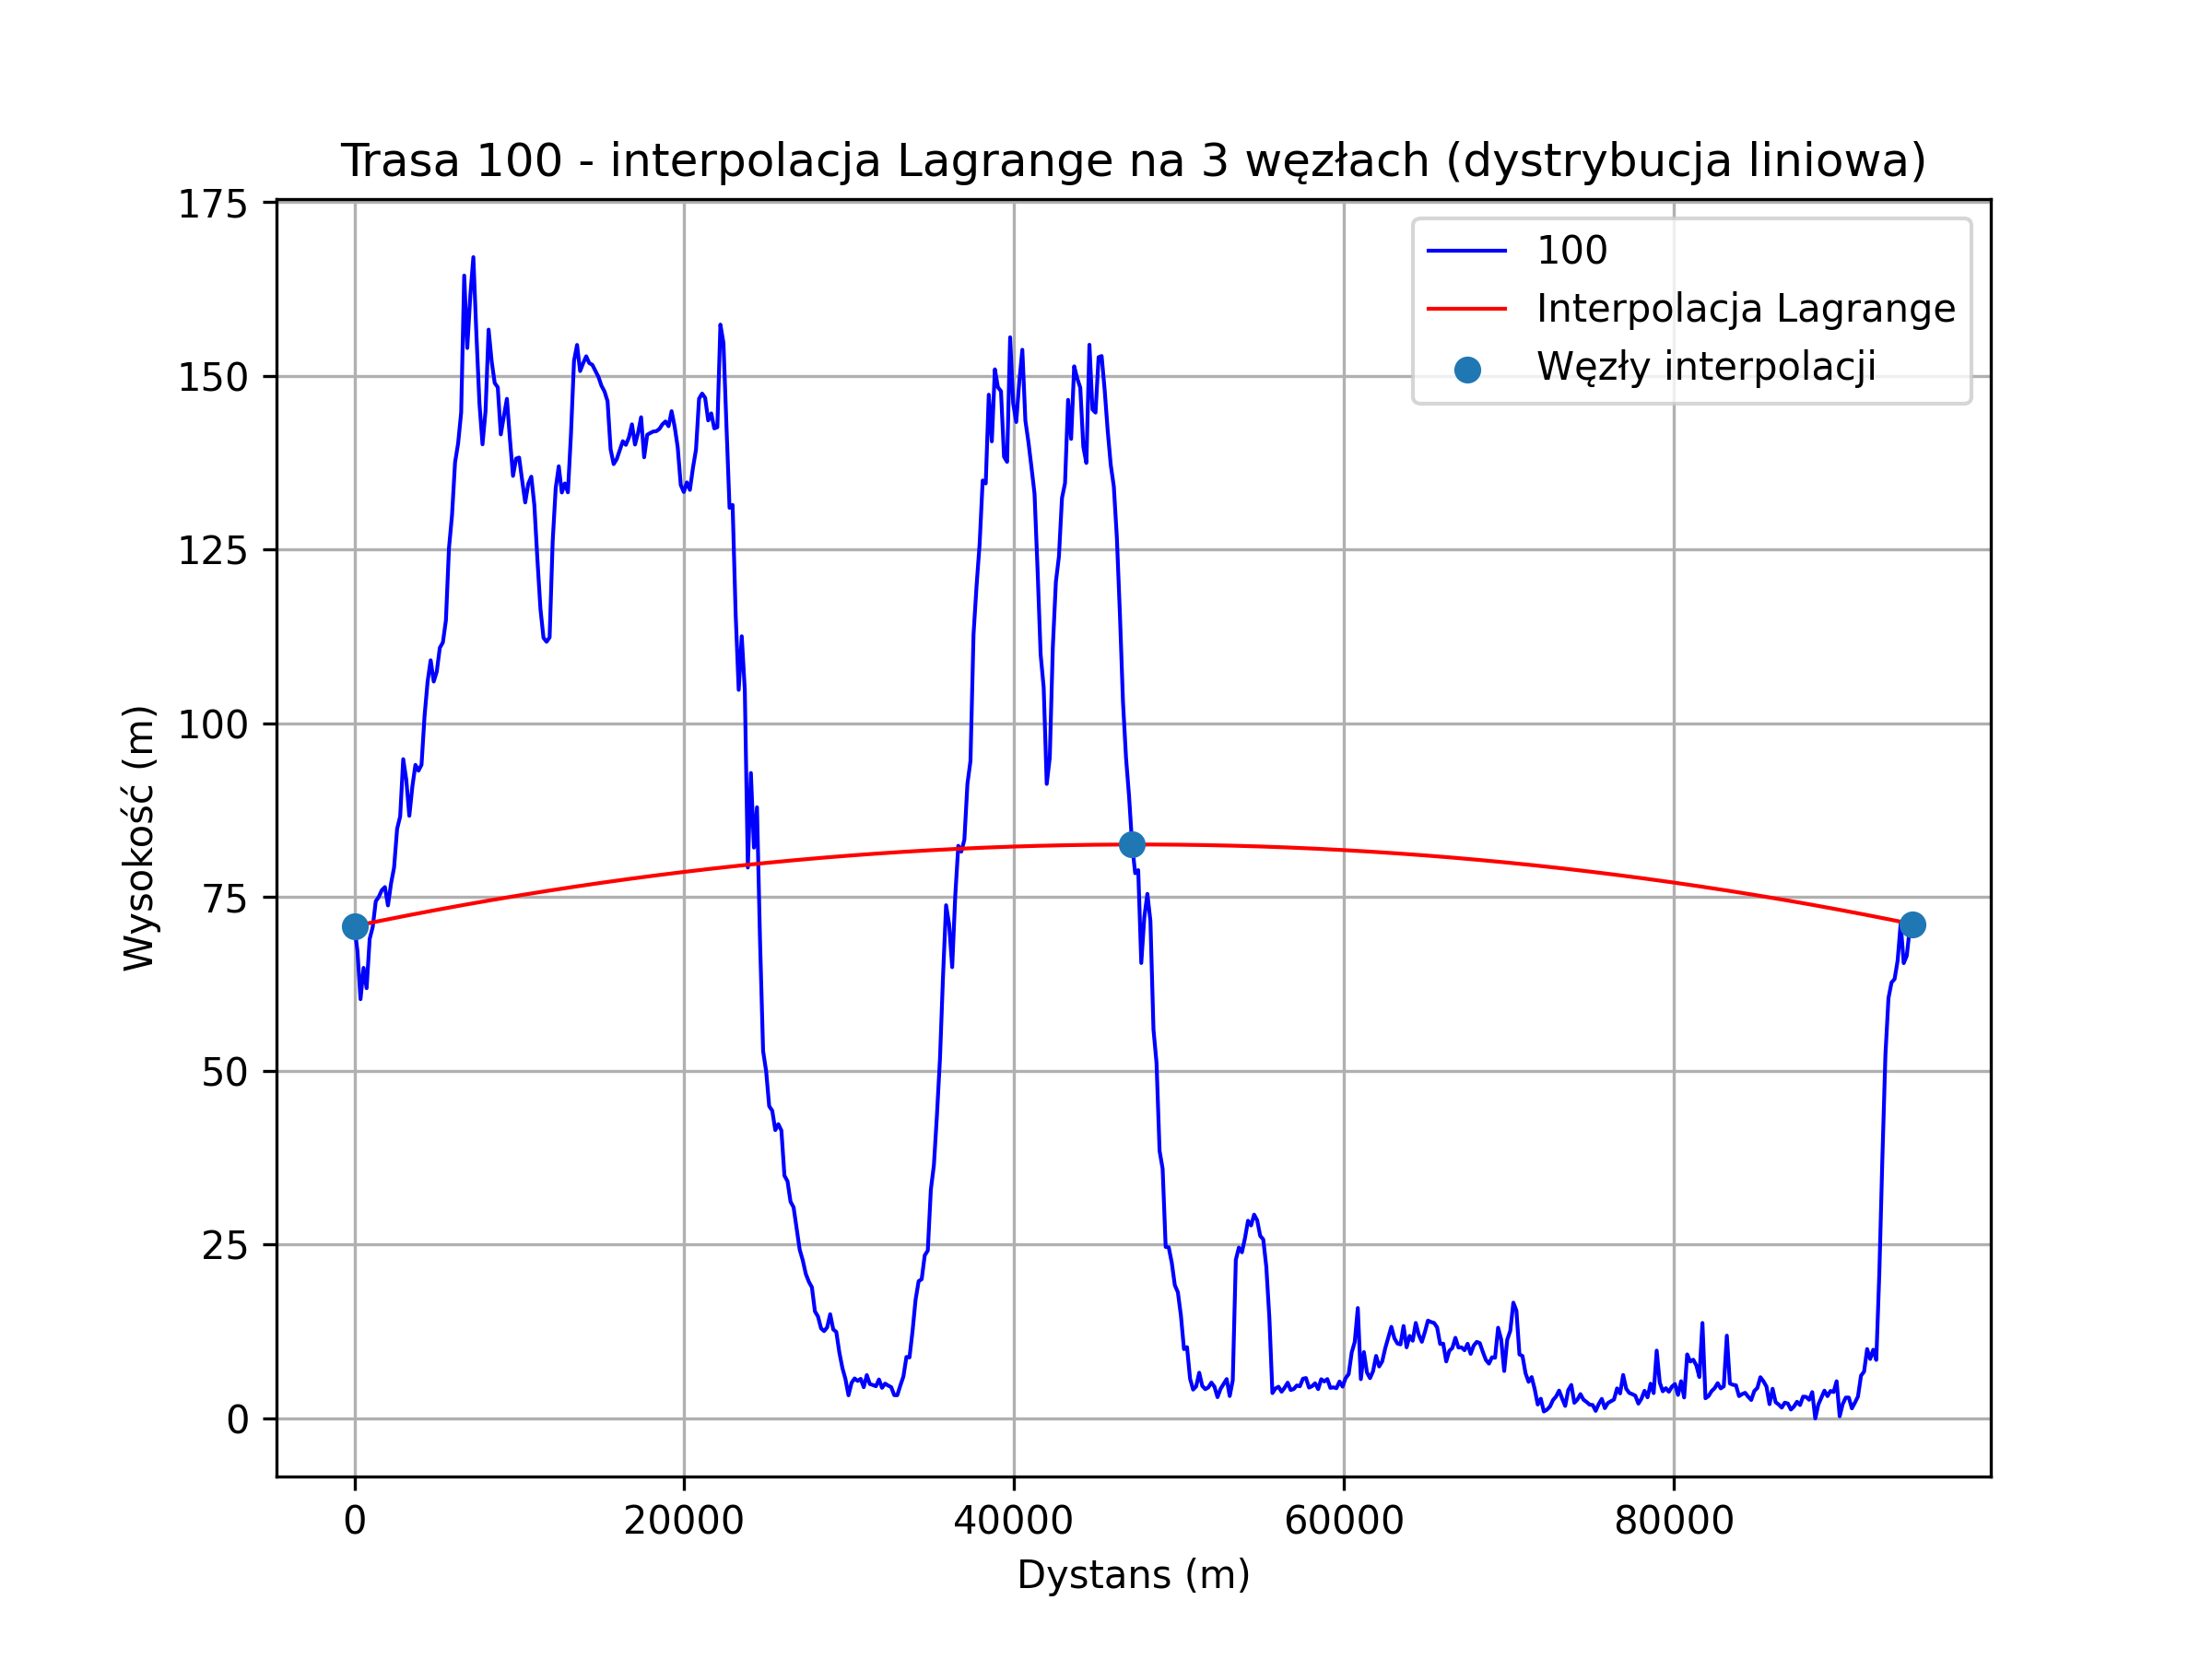 Trasa 100 - interpolacja Lagrange na 3 węzłach (dystrybucja liniowa)
175
150
125
100
75
50
25
0
Wysokość (m)
100
Interpolacja Lagrange
Węzły interpolacji
0
20000
40000
60000
80000
Dystans (m)